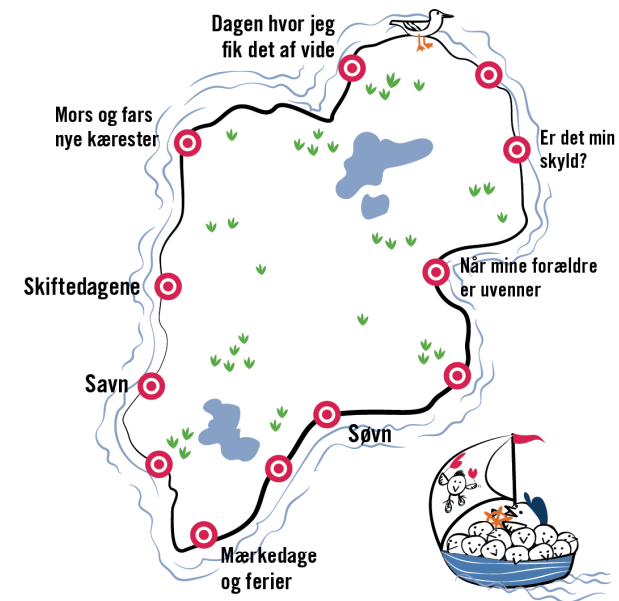 Dagen hvor jeg
fik det af vide
Mors og fars
nye kærester
Er det min
skyld?
Når mine forældre
er uvenner
Skiftedagene
Savn
Søvn
Mærkedage
og ferier